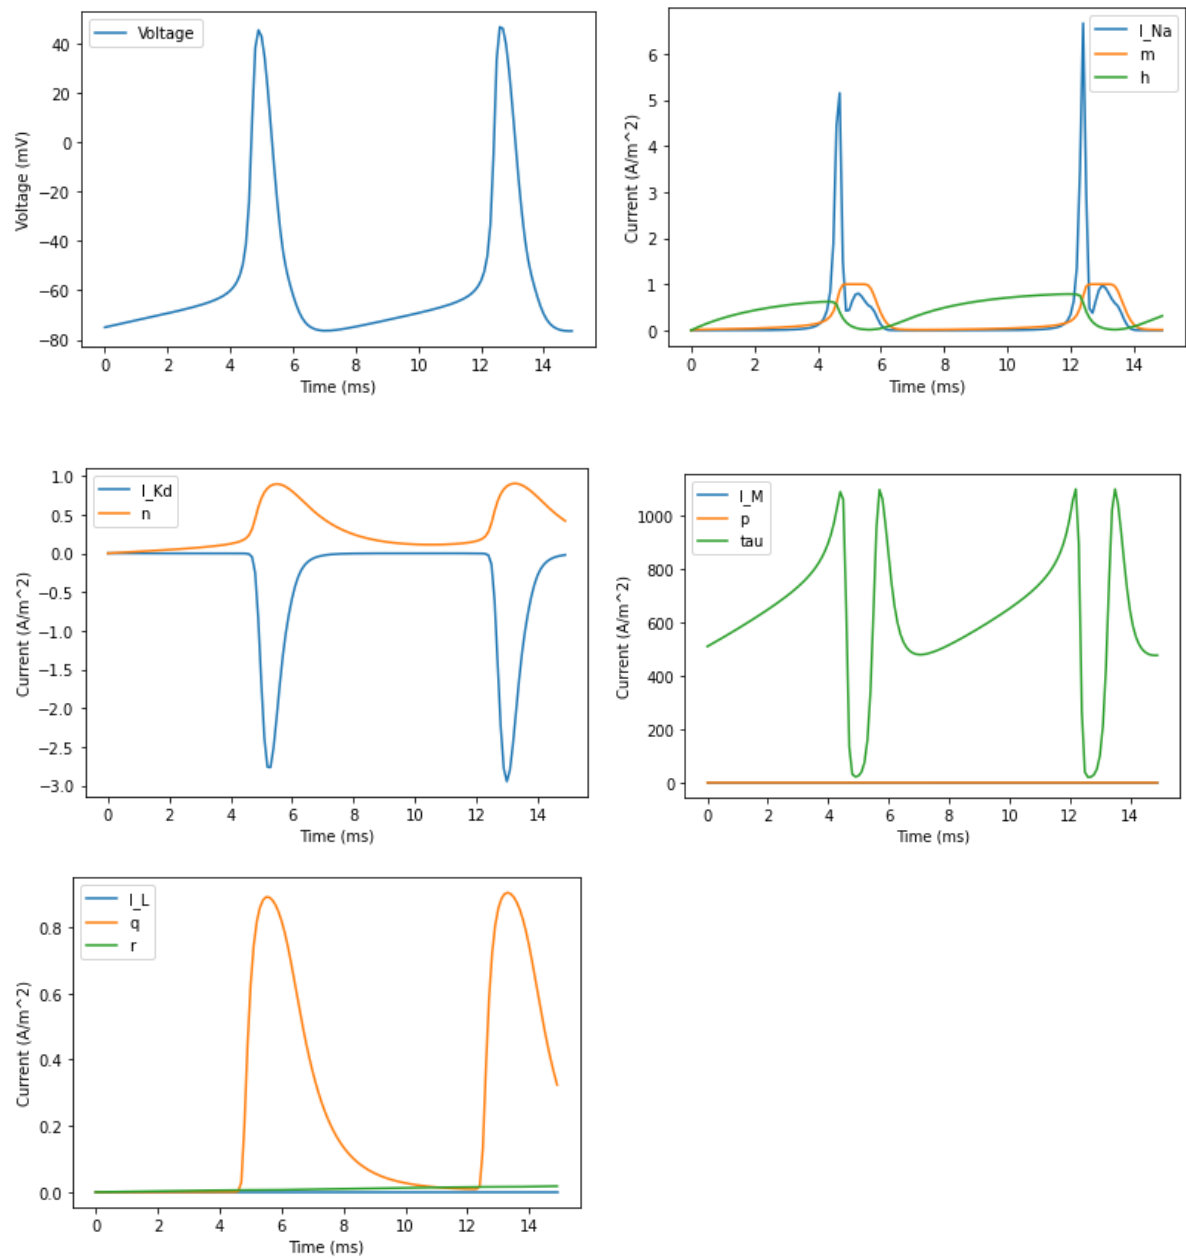 Voltage
Voltage (mV)
40
20
0
−20
−40
−60
−80
0 2 4 6 8 10 12 14
Time (ms)
I_Na
m
h
Current (A/m^2)
6
5
4
3
2
1
0
0 2 4 6 8 10 12 14
Time (ms)
I_Kd
n
Current (A/m^2)
1.0
0.5
0.0
−0.5
−1.0
−1.5
−2.0
−2.5
−3.0
0 2 4 6 8 10 12 14
Time (ms)
I_M
p
tau
Current (A/m^2)
1000
800
600
400
200
0
0 2 4 6 8 10 12 14
Time (ms)
I_L
q
r
Current (A/m^2)
0.8
0.6
0.4
0.2
0.0
0 2 4 6 8 10 12 14
Time (ms)